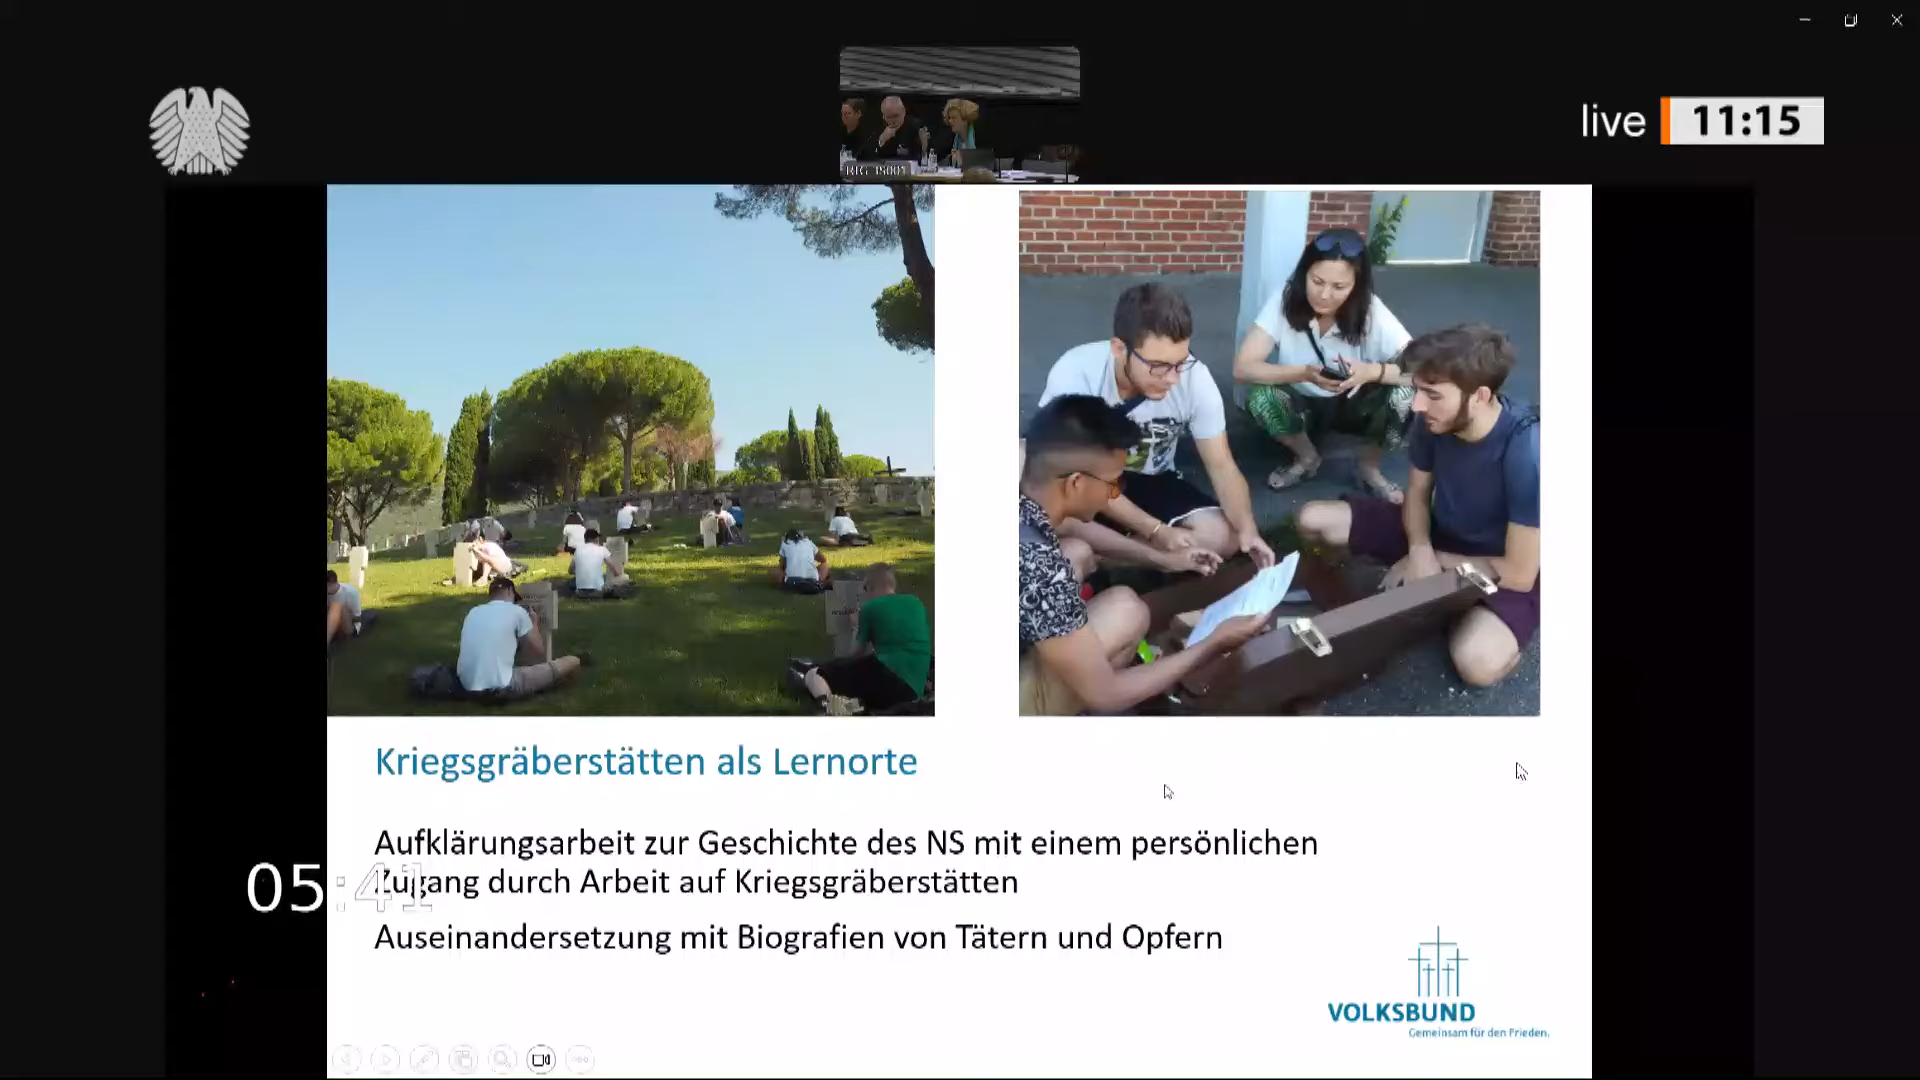 live 11:15
Kriegsgräberstätten als Lernorte
Aufklärungsarbeit zur Geschichte des NS mit einem persönlichen
Zugang durch Arbeit auf Kriegsgräberstätten
05:41
Auseinandersetzung mit Biografien von Tätern und Opfern
VOLKSBUND
Gemeinsam für den Frieden.